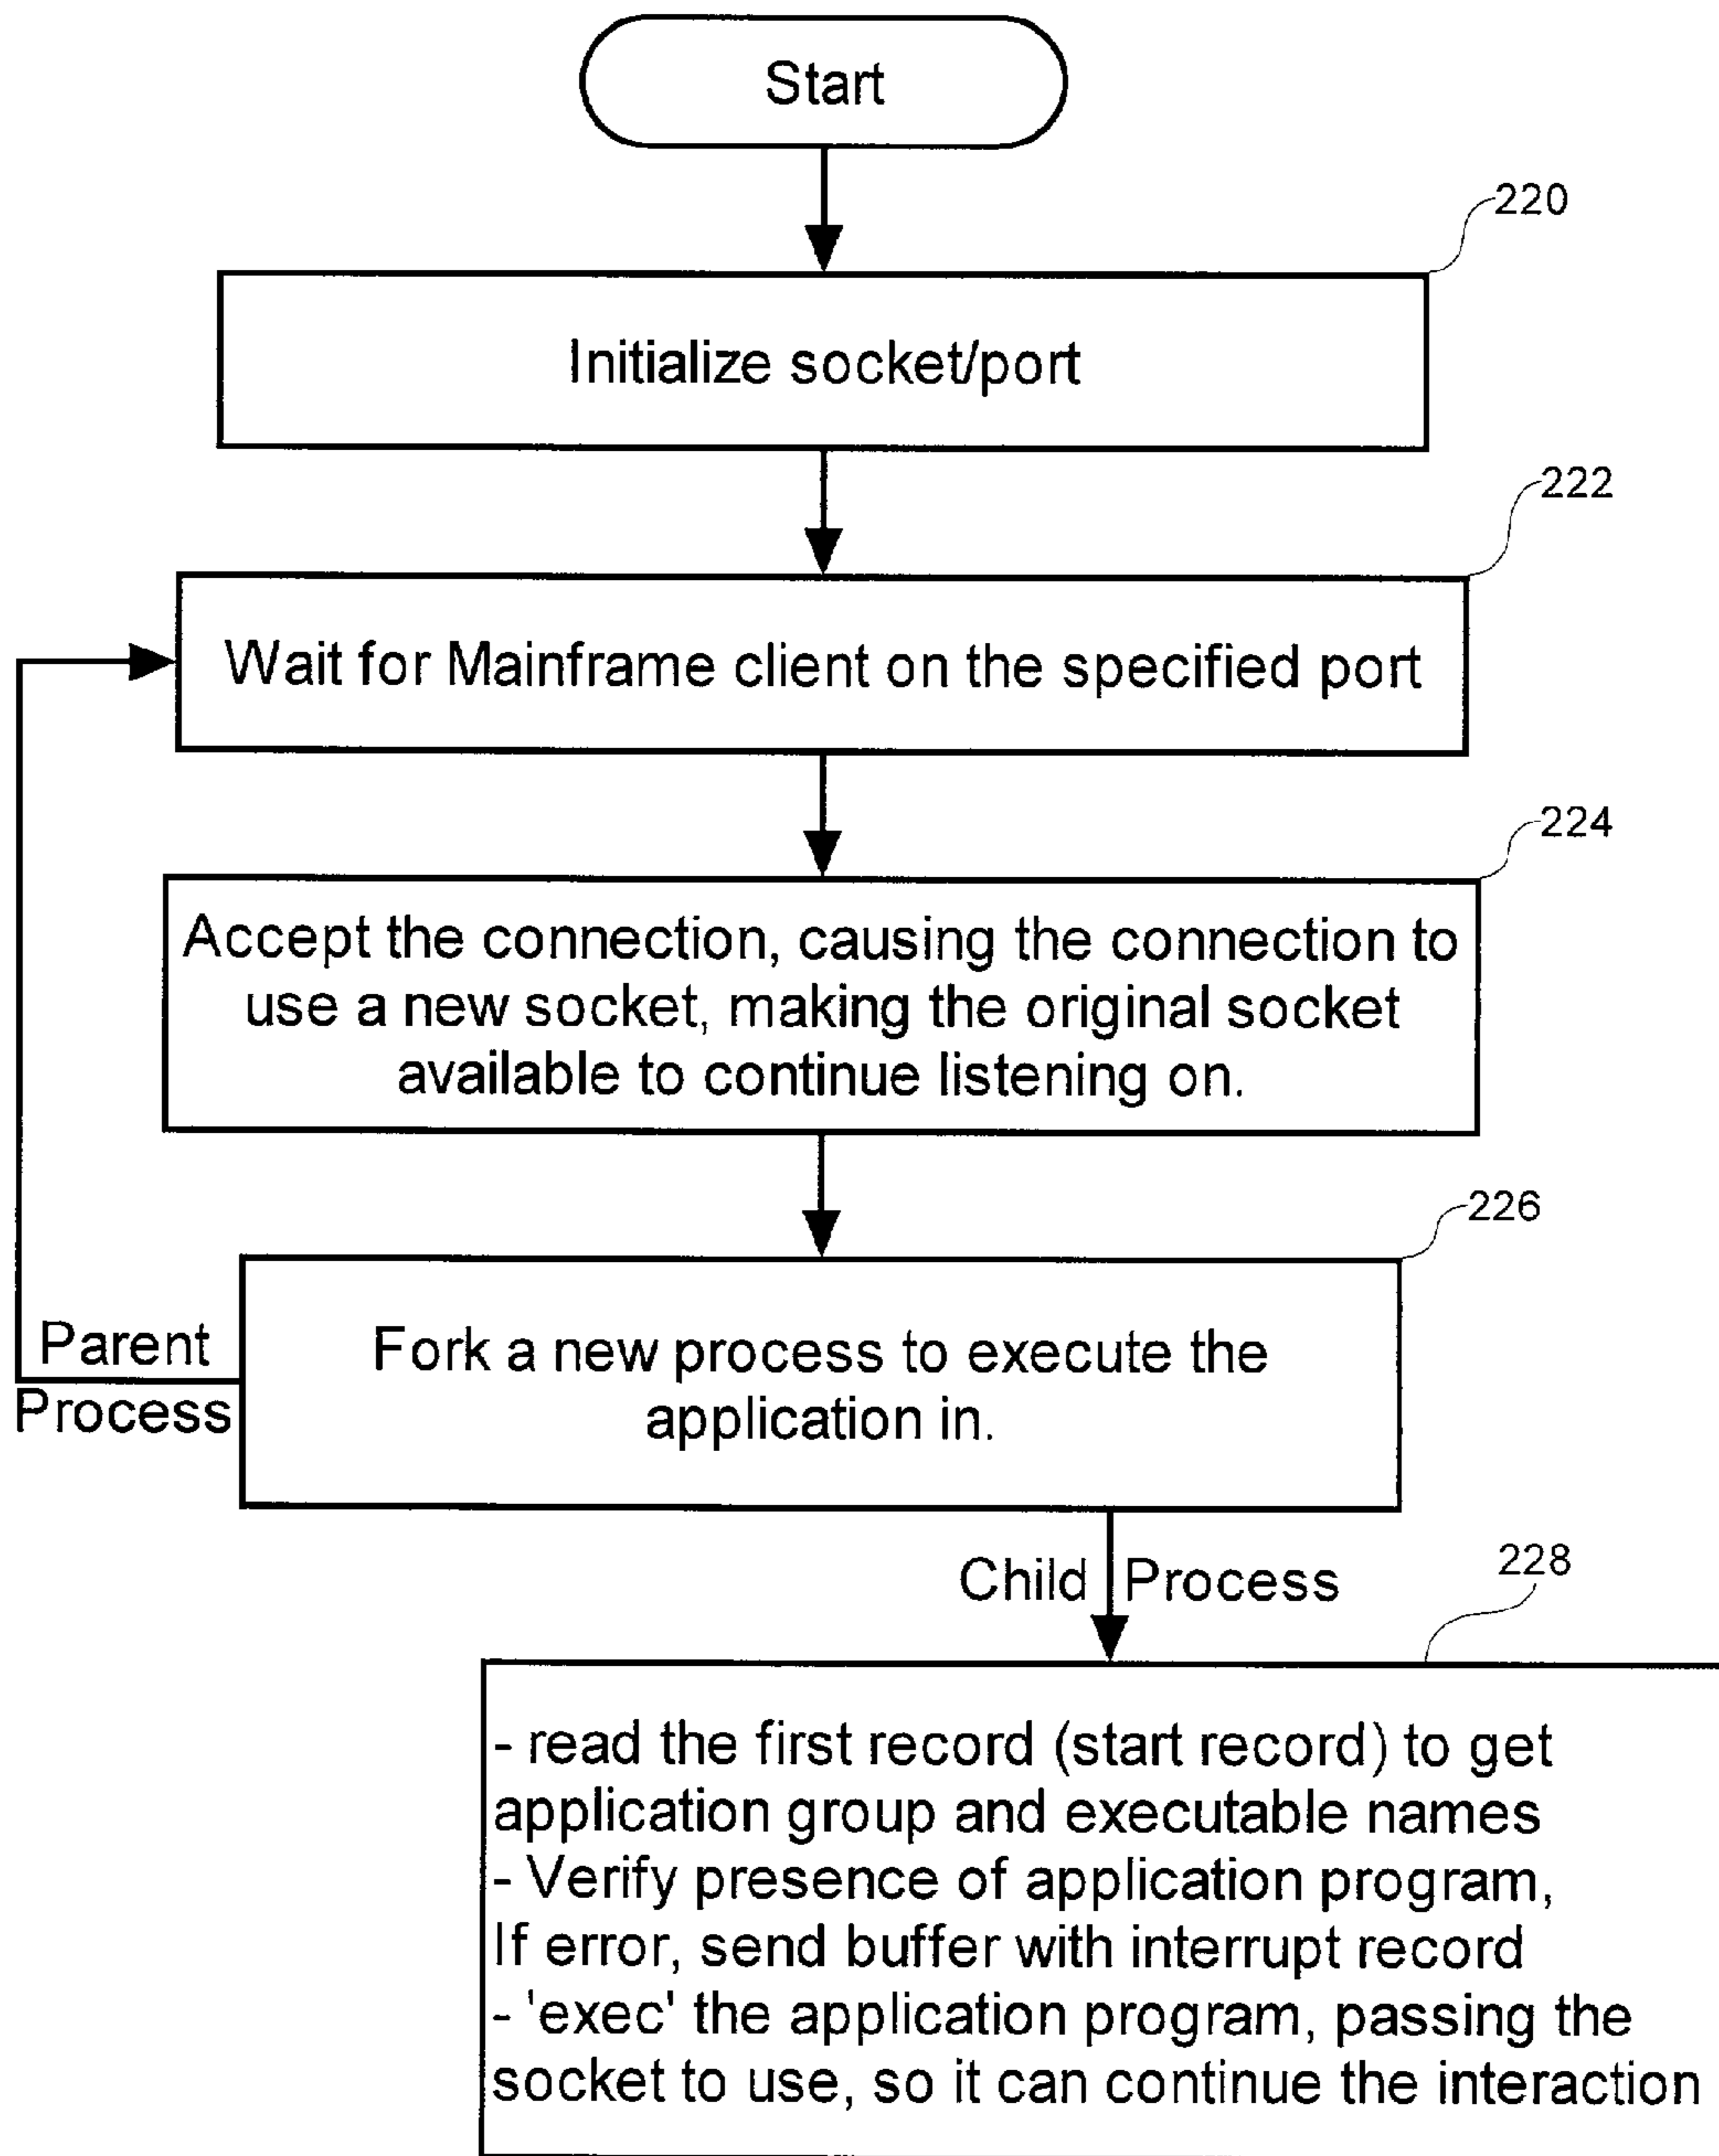 Start
220
Initialize socket/port
222
Wait for Mainframe client on the specified port
224
Accept the connection, causing the connection to
use a new socket, making the original socket
available to continue listening on.
226
Fork a new process to execute the
application in.
Parent
Process
Child Process
228
- read the first record (start record) to get
application group and executable names
- Verify presence of application program,
If error, send buffer with interrupt record
- 'exec' the application program, passing the
socket to use, so it can continue the interaction